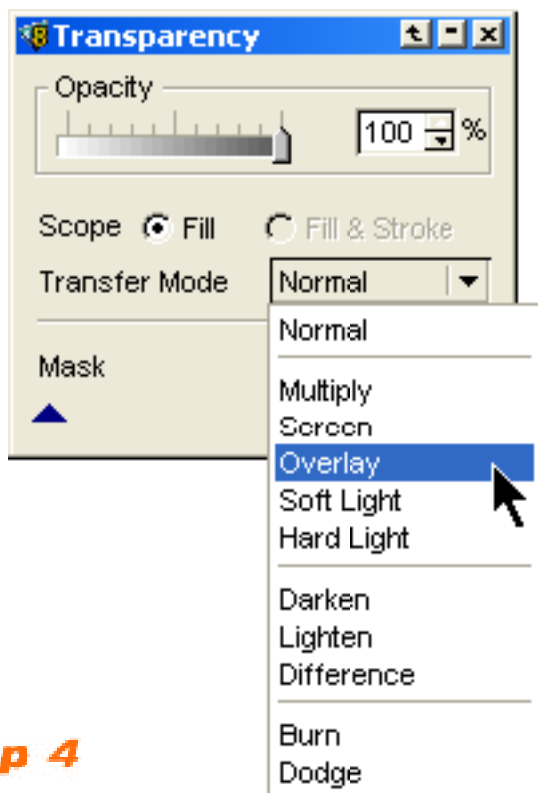 Transparency
Opacity
100 %
Scope Fill Fill & Stroke
Transfer Mode Normal
Normal
Mask
Multiply
Screen
Overlay
Soft Light
Hard Light
Darken
Lighten
Difference
Burn
Dodge
p 4